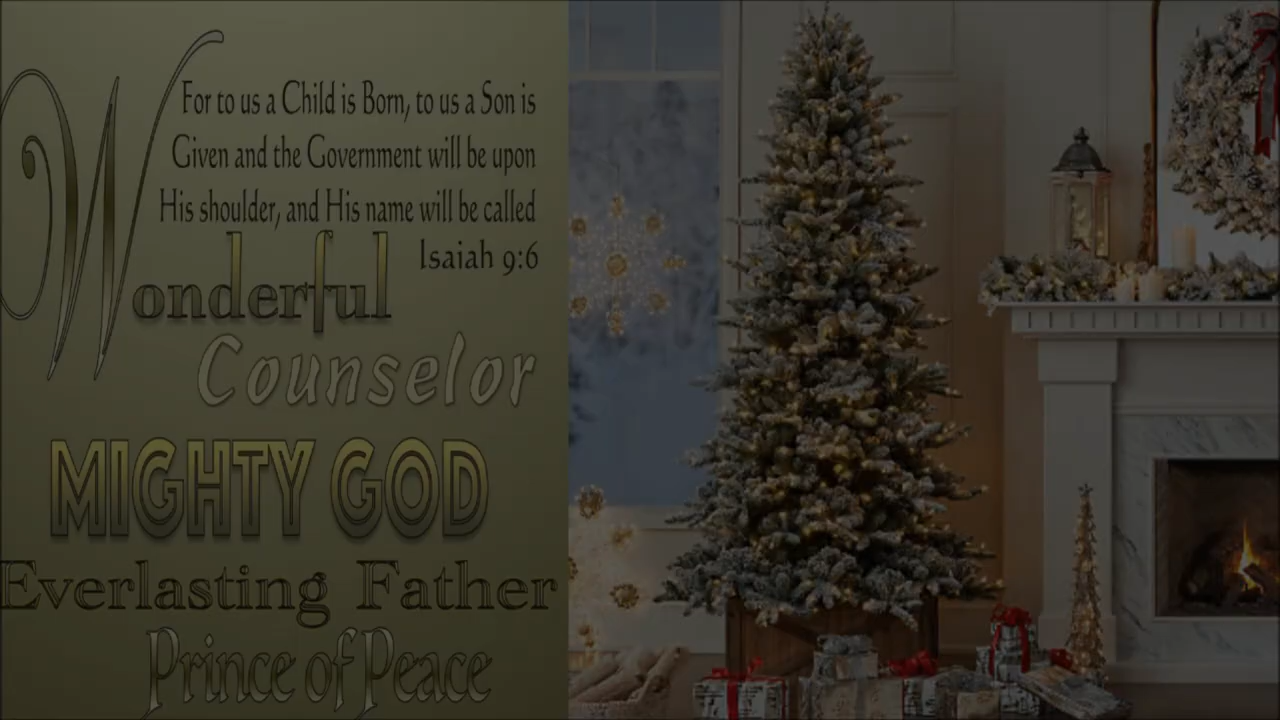 For to us a Child is Born, to us a Son is
Given and the Government will be upon
His shoulder, and His name will be called
Isaiah 9:6
Wonderful
Counselor
MIGHTY GOD
Everlasting Father
Prince of Peace